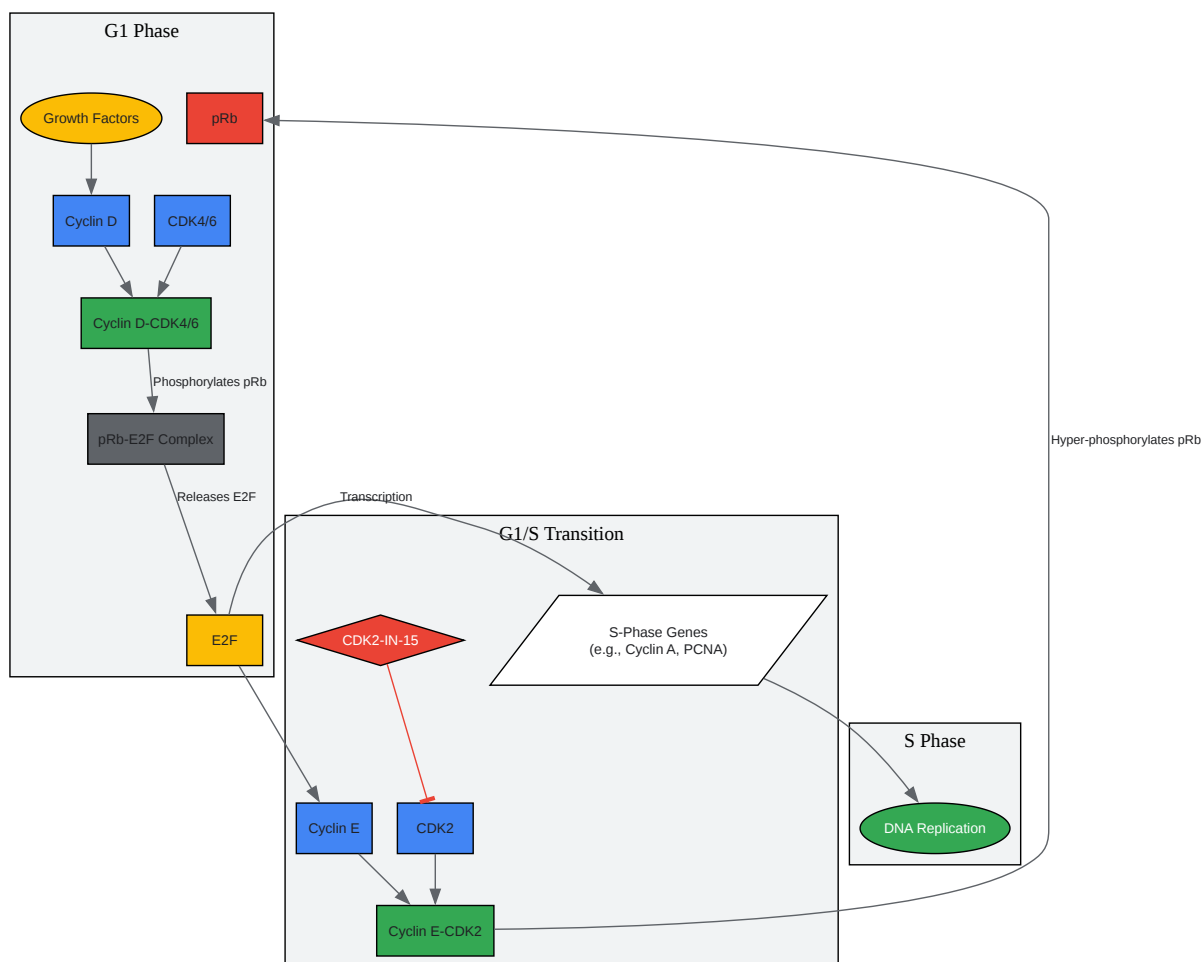 G1 Phase
Growth Factors
pRb
Cyclin D
CDK4/6
Cyclin D-CDK4/6
Phosphorylates pRb
pRb-E2F Complex
Hyper-phosphorylates pRb
Releases E2F
Transcription
G1/S Transition
E2F
CDK2-IN-15
S-Phase Genes
(e.g., Cyclin A, PCNA)
S Phase
Cyclin E
CDK2
DNA Replication
Cyclin E-CDK2